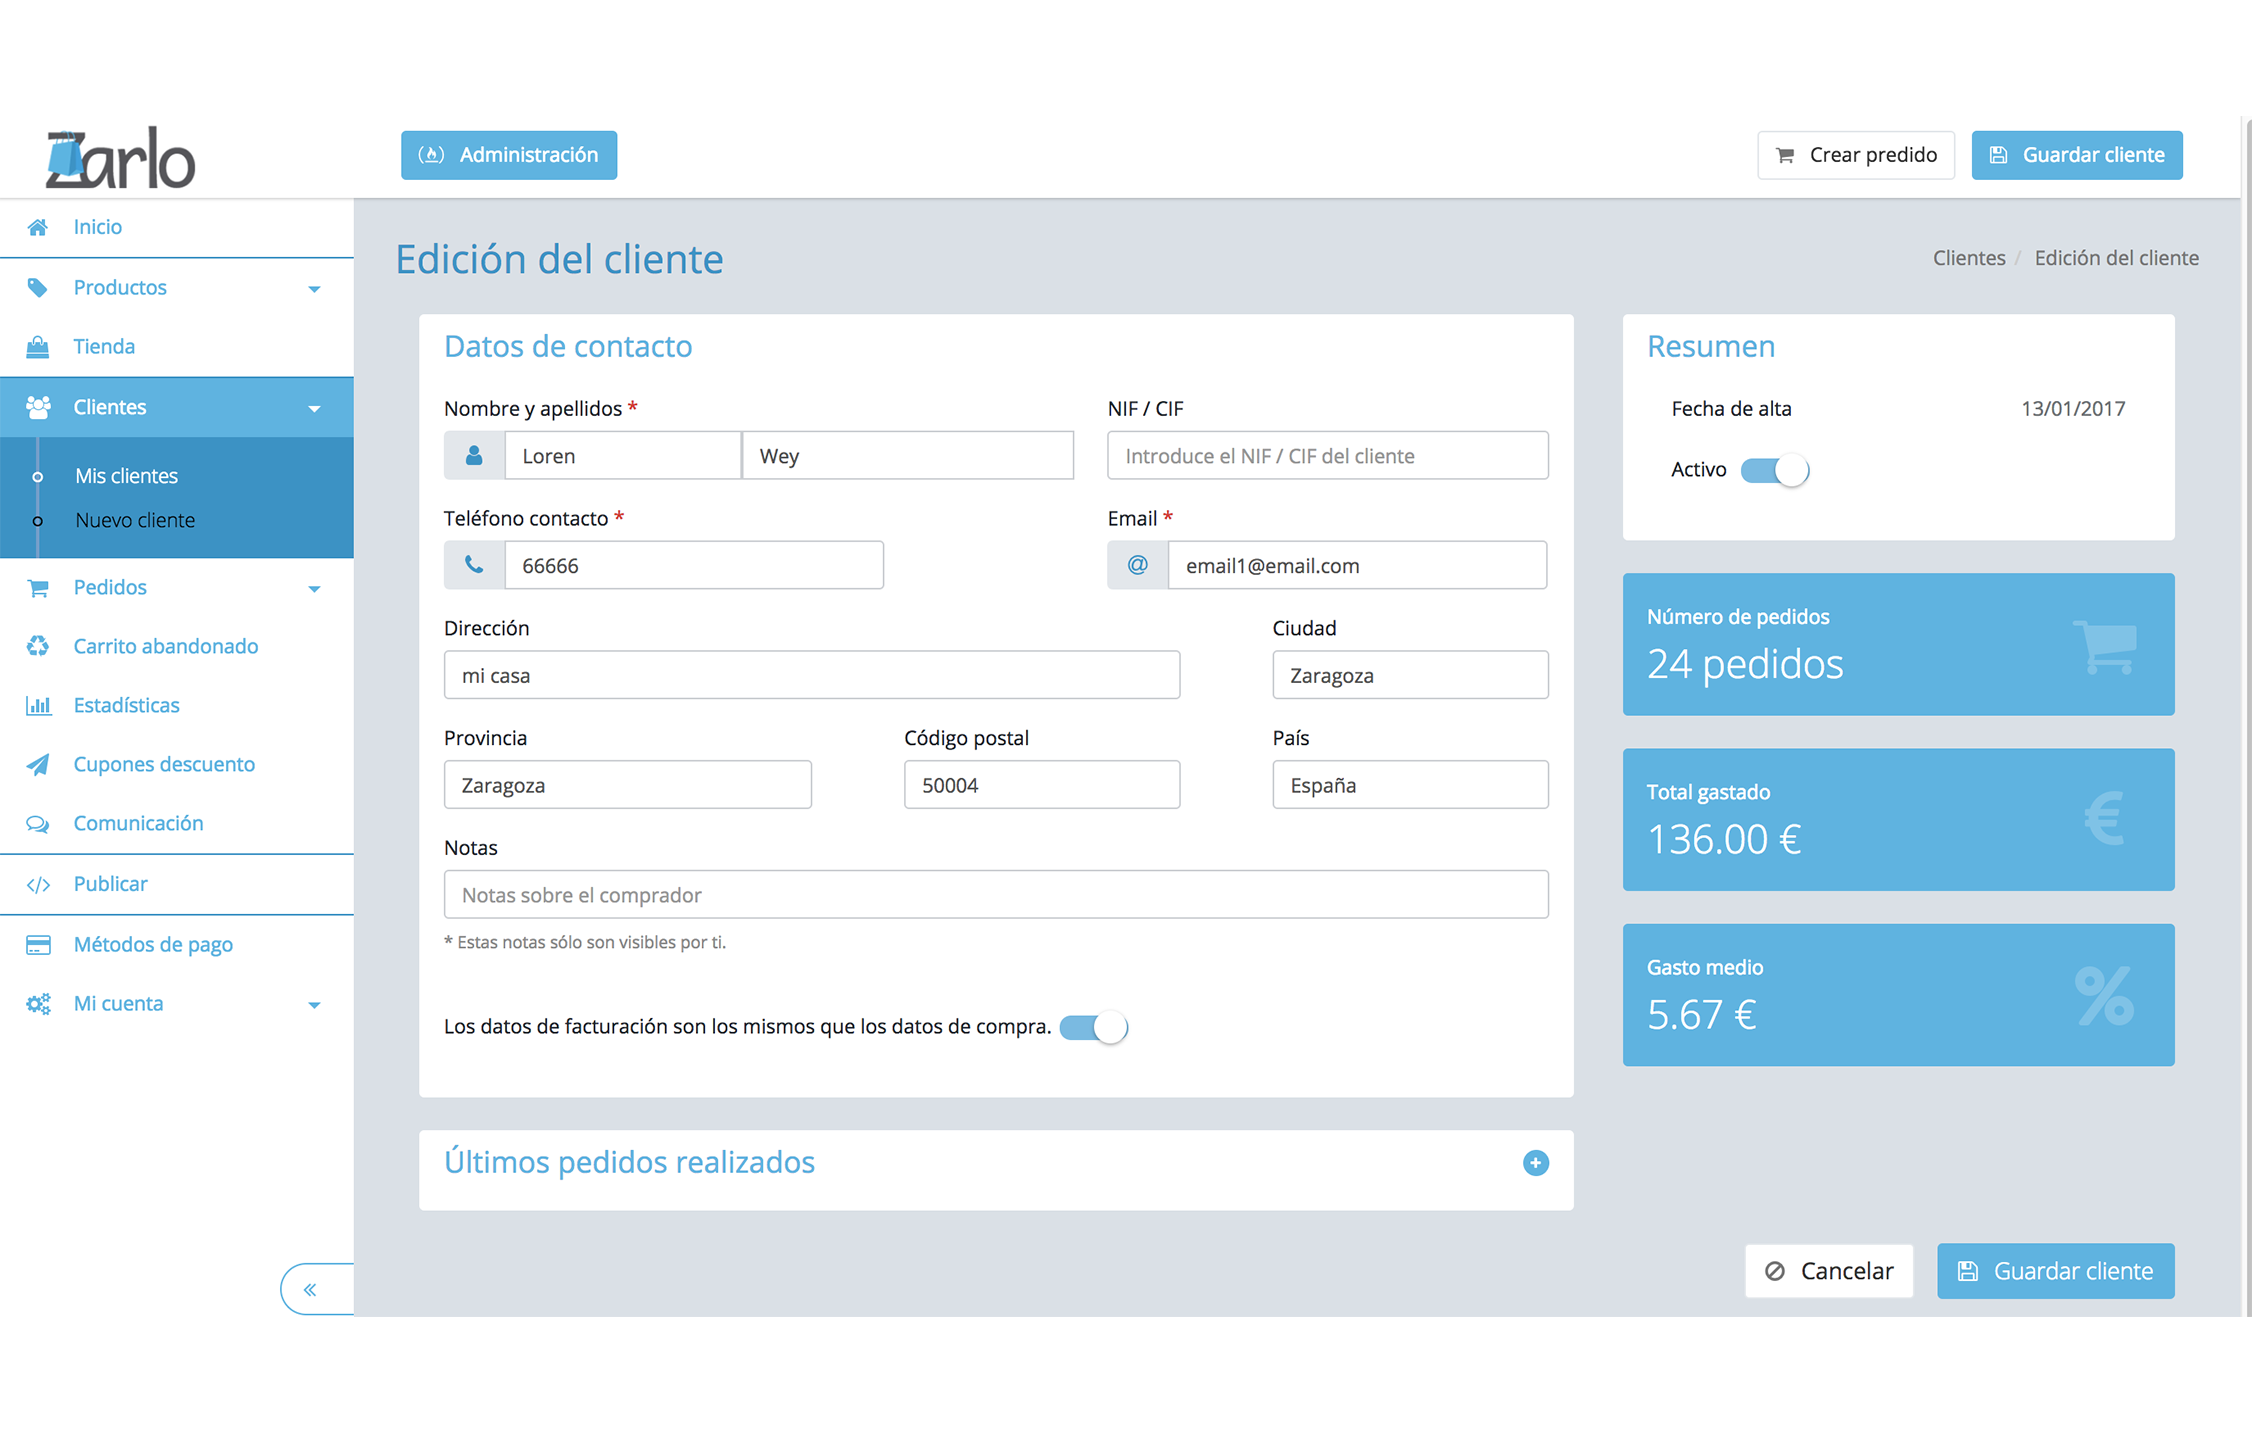 Zarlo
Administración
Crear predido
Guardar cliente
Inicio
Productos
Tienda
Clientes
Mis clientes
Nuevo cliente
Pedidos
Carrito abandonado
Estadísticas
Cupones descuento
Comunicación
Publicar
Métodos de pago
Mi cuenta
Edición del cliente
Clientes / Edición del cliente
Datos de contacto
Nombre y apellidos *
NIF / CIF
Loren
Wey
Introduce el NIF / CIF del cliente
Teléfono contacto *
Email *
66666
@ email1@email.com
Dirección
Ciudad
mi casa
Zaragoza
Provincia
Código postal
País
Zaragoza
50004
España
Notas
Notas sobre el comprador
* Estas notas sólo son visibles por ti.
Los datos de facturación son los mismos que los datos de compra.
Últimos pedidos realizados
Resumen
Fecha de alta 13/01/2017
Activo
Número de pedidos
24 pedidos
Total gastado
136.00 €
€
Gasto medio
5.67 €
%
Cancelar
Guardar cliente